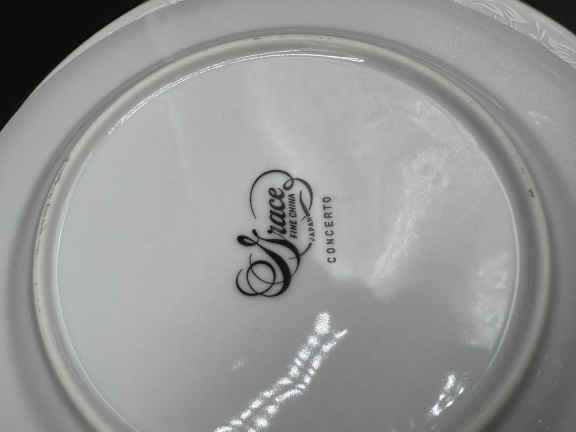 Grace
FINE CHINA
JAPAN
CONCERTO